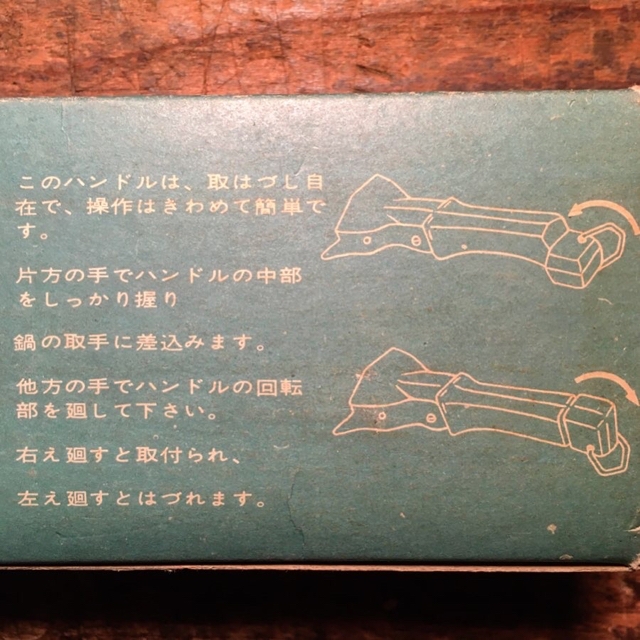 このハンドルは、取はづし自
在で、操作はきわめて簡単で
す。
片方の手でハンドルの中部
をしっかり握り
鍋の取手に差込みます。
他方の手でハンドルの回転
部を廻して下さい。
右え廻すと取付られ、
左え廻すとはづれます。